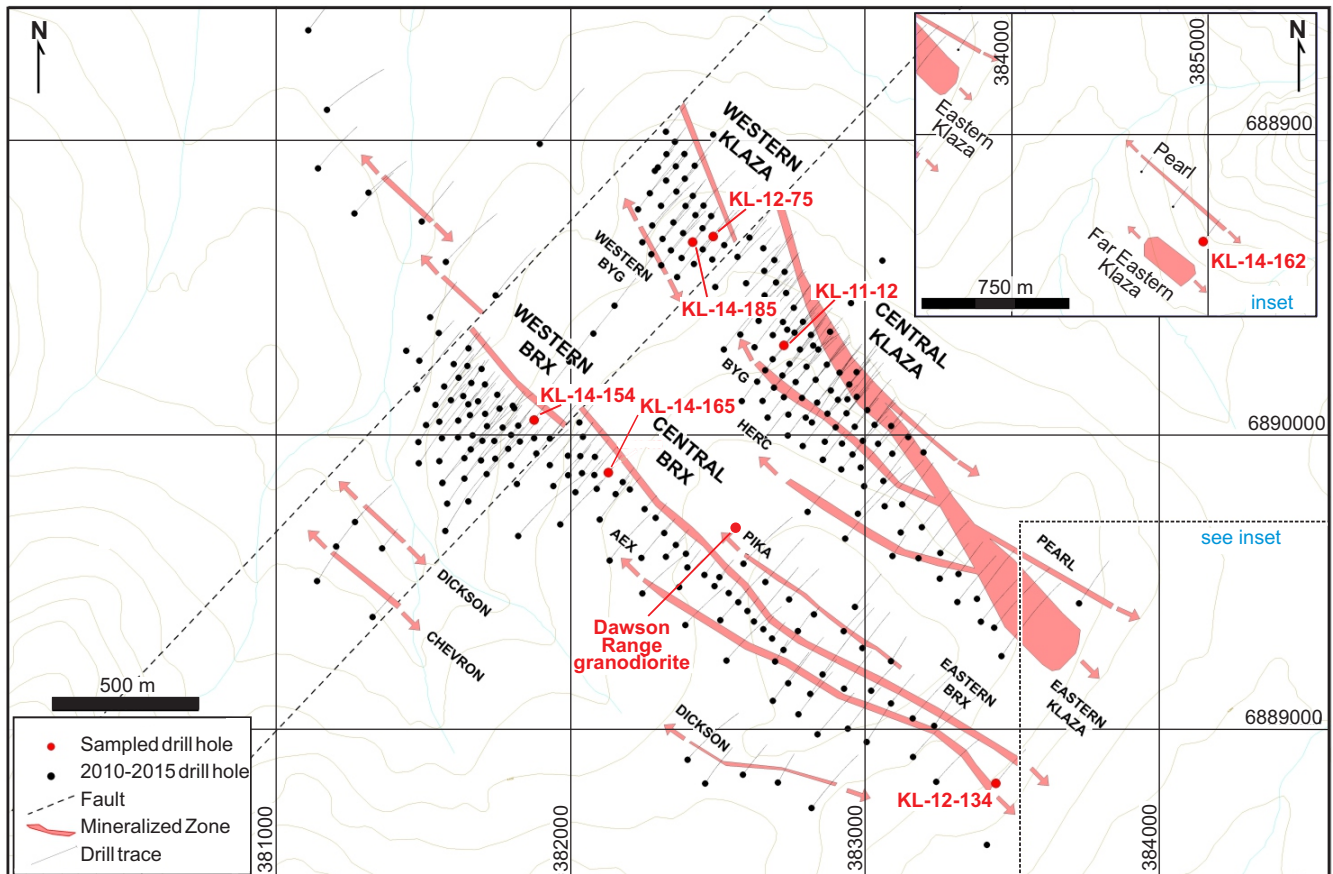 N
WESTERN
KLAZA
KL-12-75
WESTERN
BYG
KL-14-185
KL-11-12
CENTRAL
KLAZA
WESTERN
BRX
KL-14-154
KL-14-165
BYG
HERC
CENTRAL
BRX
6890000
AEX
PIKA
PEARL
see inset
DICKSON
CHEVRON
Dawson
Range
granodiorite
EASTERN
BRX
EASTERN
KLAZA
DICKSON
6889000
KL-12-134
381000
382000
383000
384000
500 m
Sampled drill hole
2010-2015 drill hole
Fault
Mineralized Zone
Drill trace
384000
385000
N
688900
Eastern
Klaza
Pearl
Far Eastern
Klaza
KL-14-162
750 m
inset